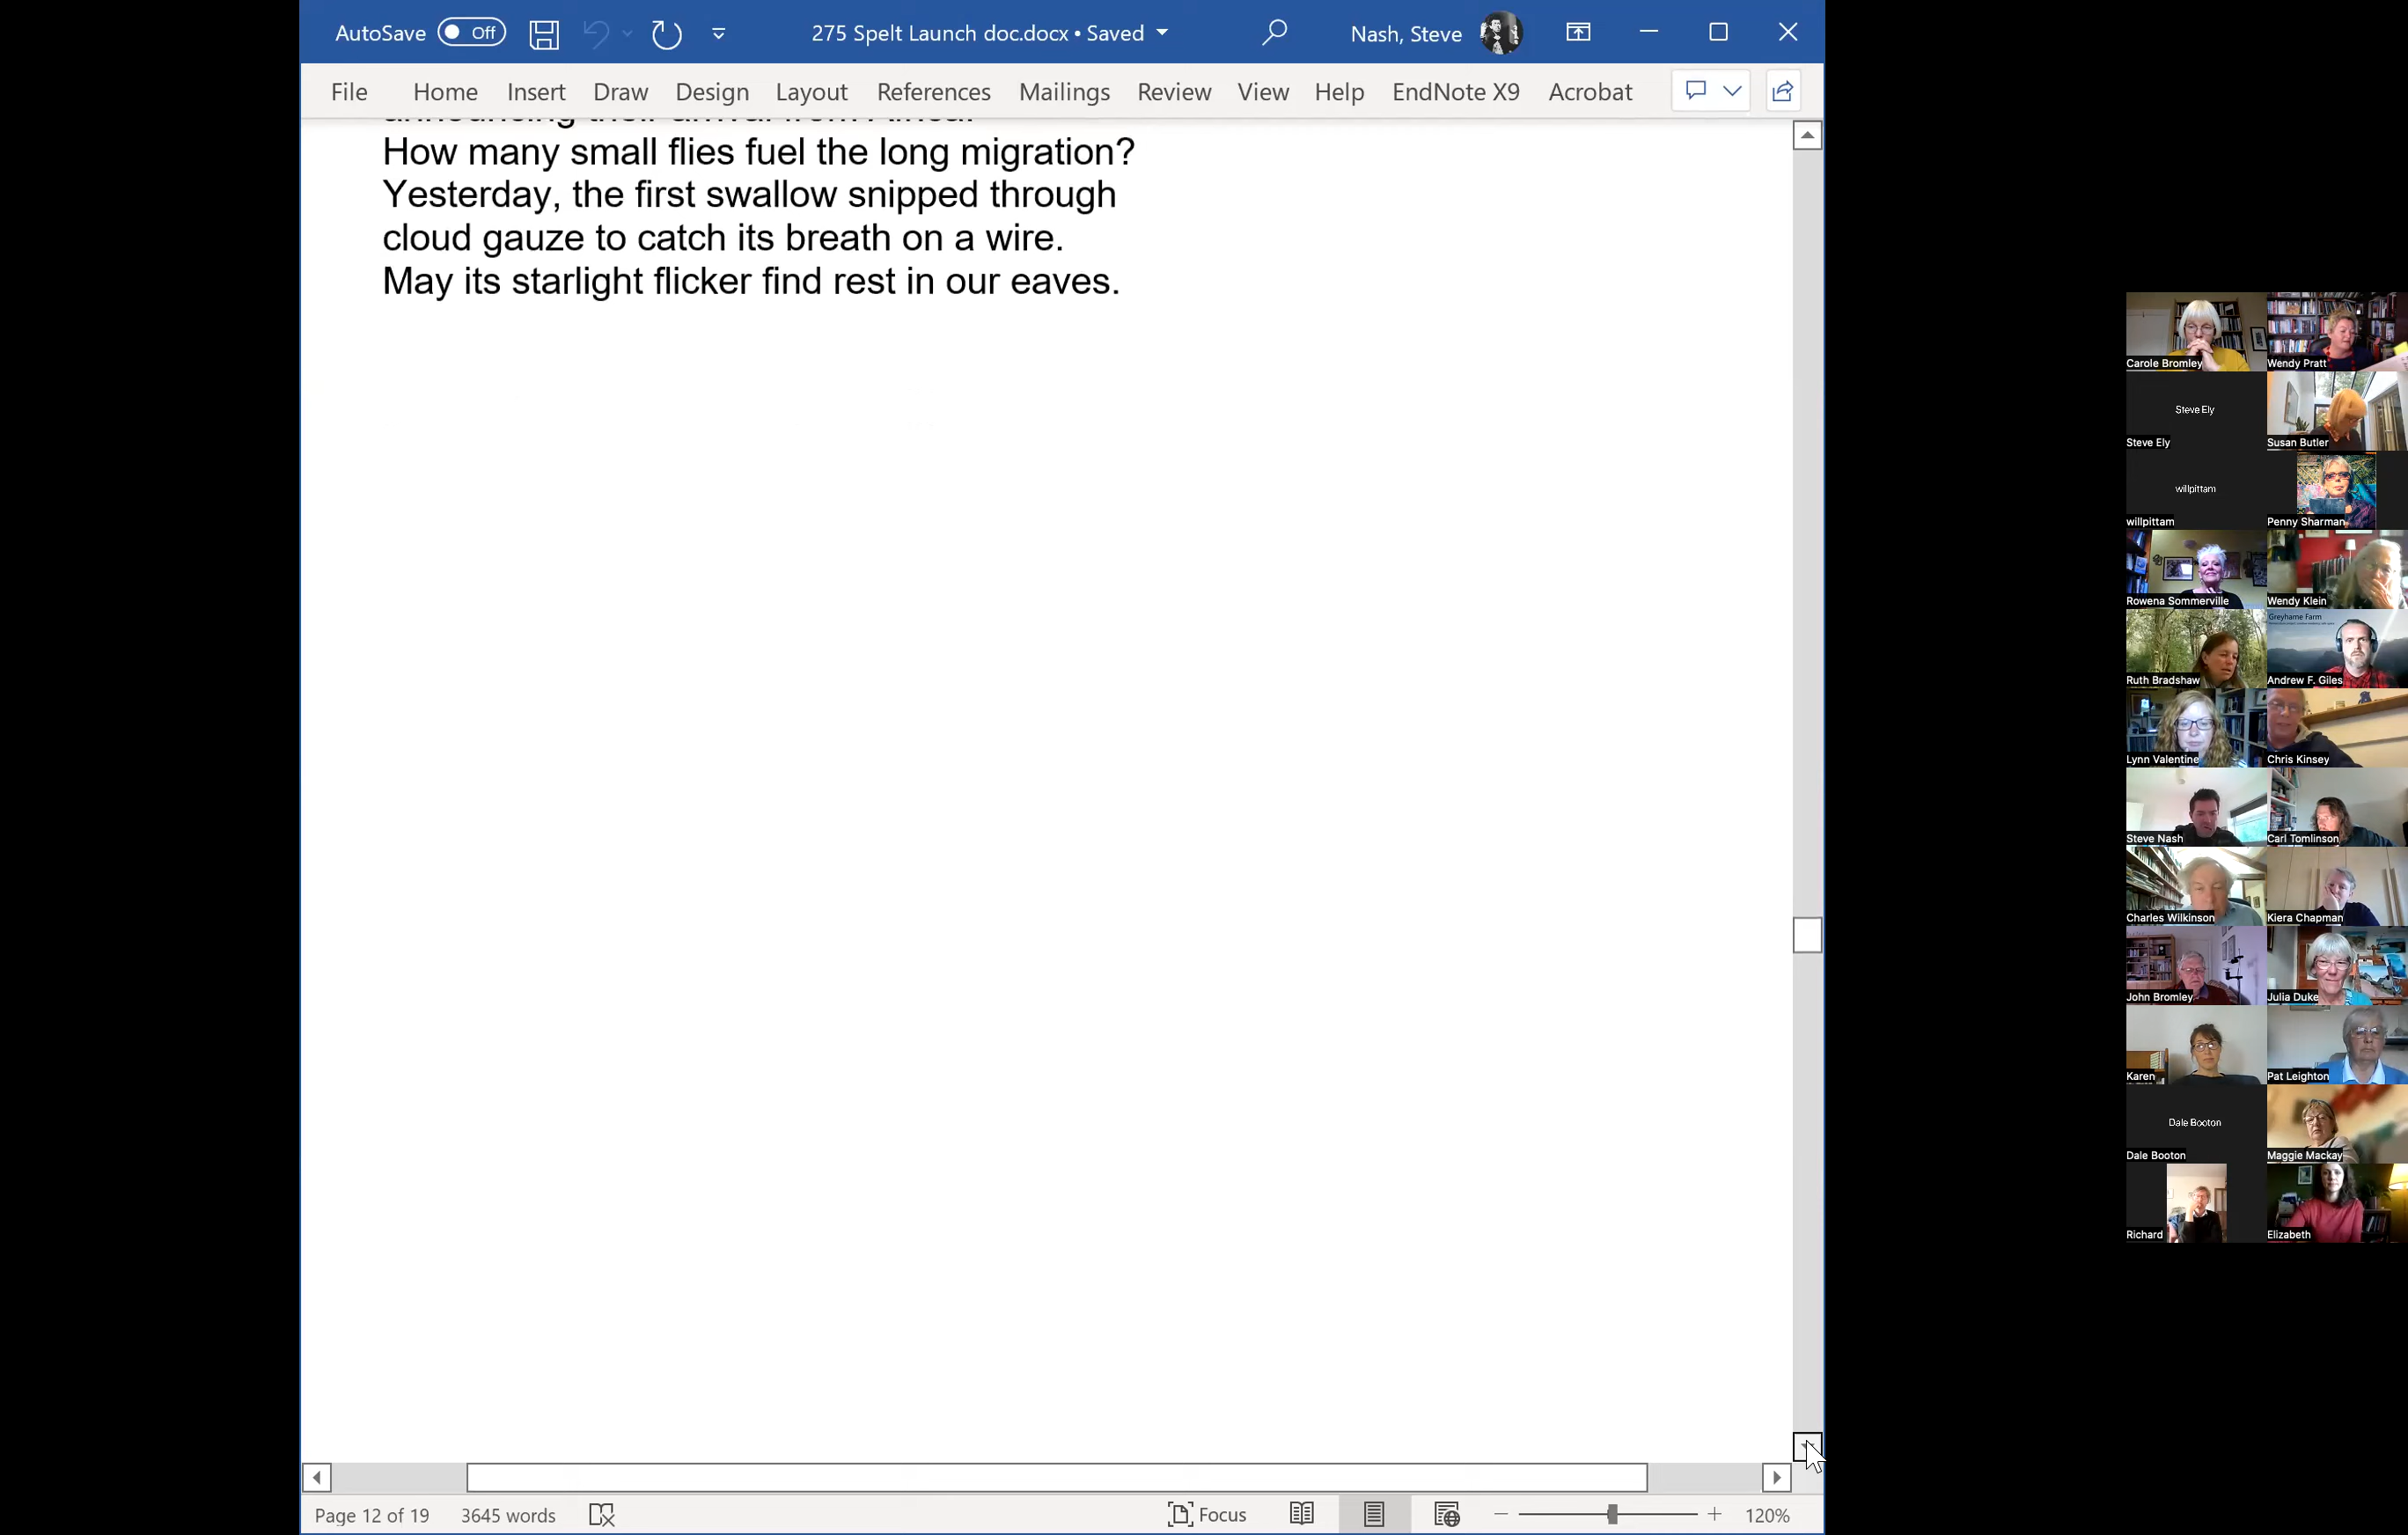 AutoSave Off 275 Spelt Launch doc.docx • Saved Nash, Steve
File Home Insert Draw Design Layout References Mailings Review View Help EndNote X9 Acrobat
announcing their arrival from Africa.
How many small flies fuel the long migration?
Yesterday, the first swallow snipped through
cloud gauze to catch its breath on a wire.
May its starlight flicker find rest in our eaves.
Carole Bromley Wendy Pratt
Steve Ely
Steve Ely Susan Butler
willpittam
willpittam Penny Sharman
Rowena Sommerville Wendy Klein
Greyhame Farm
Ruth Bradshaw Andrew F. Giles
Lynn Valentine Chris Kinsey
Steve Nash Carl Tomlinson
Charles Wilkinson Kiera Chapman
John Bromley Julia Duke
Karen Pat Leighton
Dale Booton
Dale Booton Maggie Mackay
Richard Elizabeth
Page 12 of 19 3645 words Focus 120%